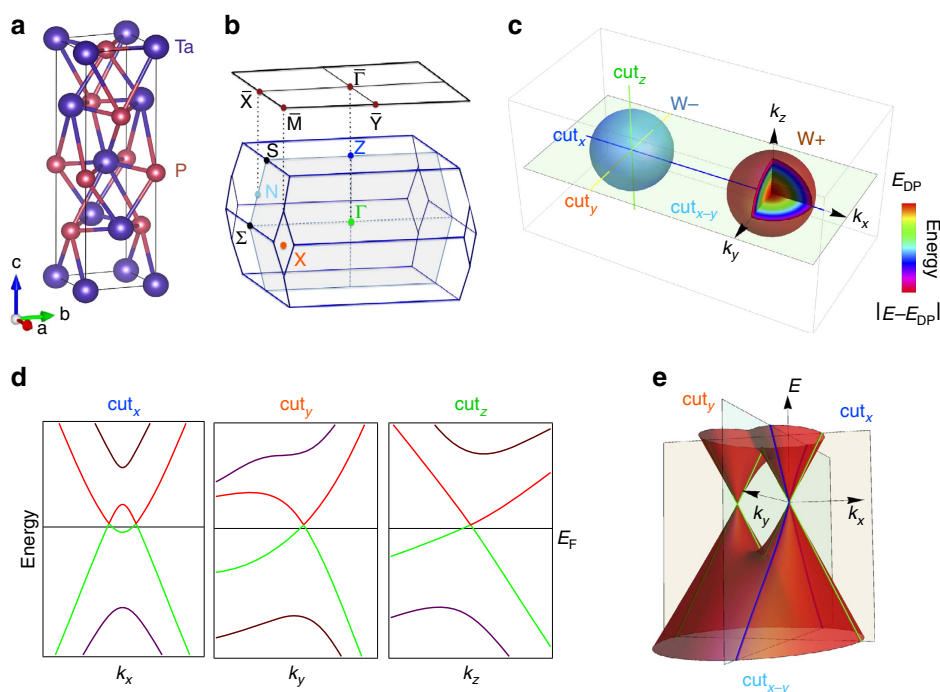 a
Ta
P
c
b
a
b
X̅
Γ̅
M̅
Y̅
S
Z
N
Γ
Σ
X
c
cut_z
W–
k_z
W+
cut_x
cut_y
cut_x–y
k_y
k_x
E_DP
Energy
|E–E_DP|
d
cut_x
cut_y
cut_z
Energy
E_F
k_x
k_y
k_z
e
cut_y
E
cut_x
k_y
k_x
cut_x–y